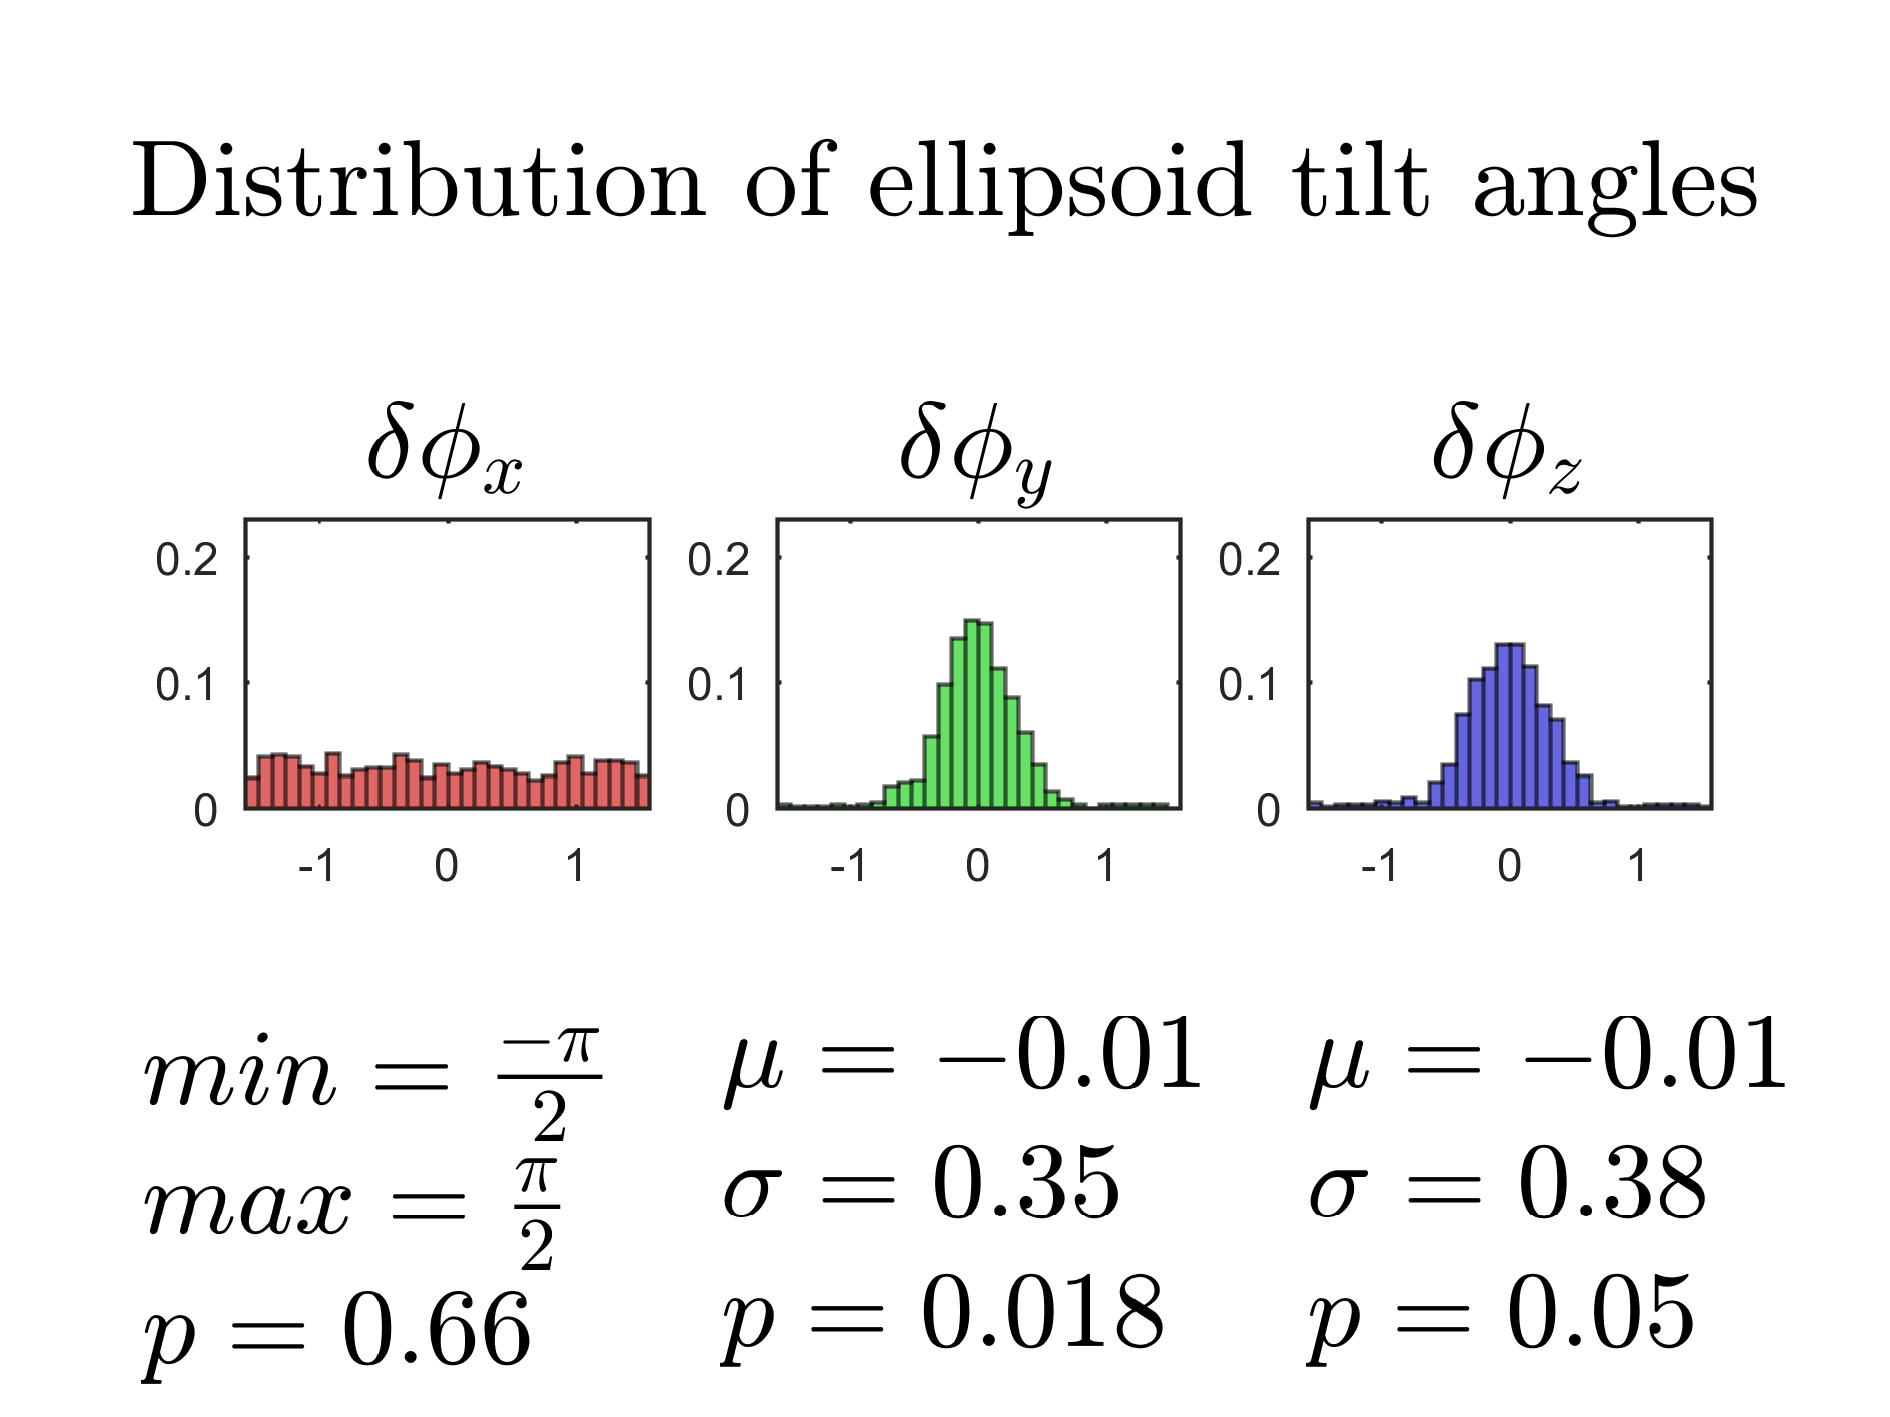 Distribution of ellipsoid tilt angles
δϕx δϕy δϕz
0.2 0.2 0.2
0.1 0.1 0.1
0 0 0
-1 0 1 -1 0 1 -1 0 1
min = −π/2 μ = −0.01 μ = −0.01
max = π/2 σ = 0.35 σ = 0.38
p = 0.66 p = 0.018 p = 0.05